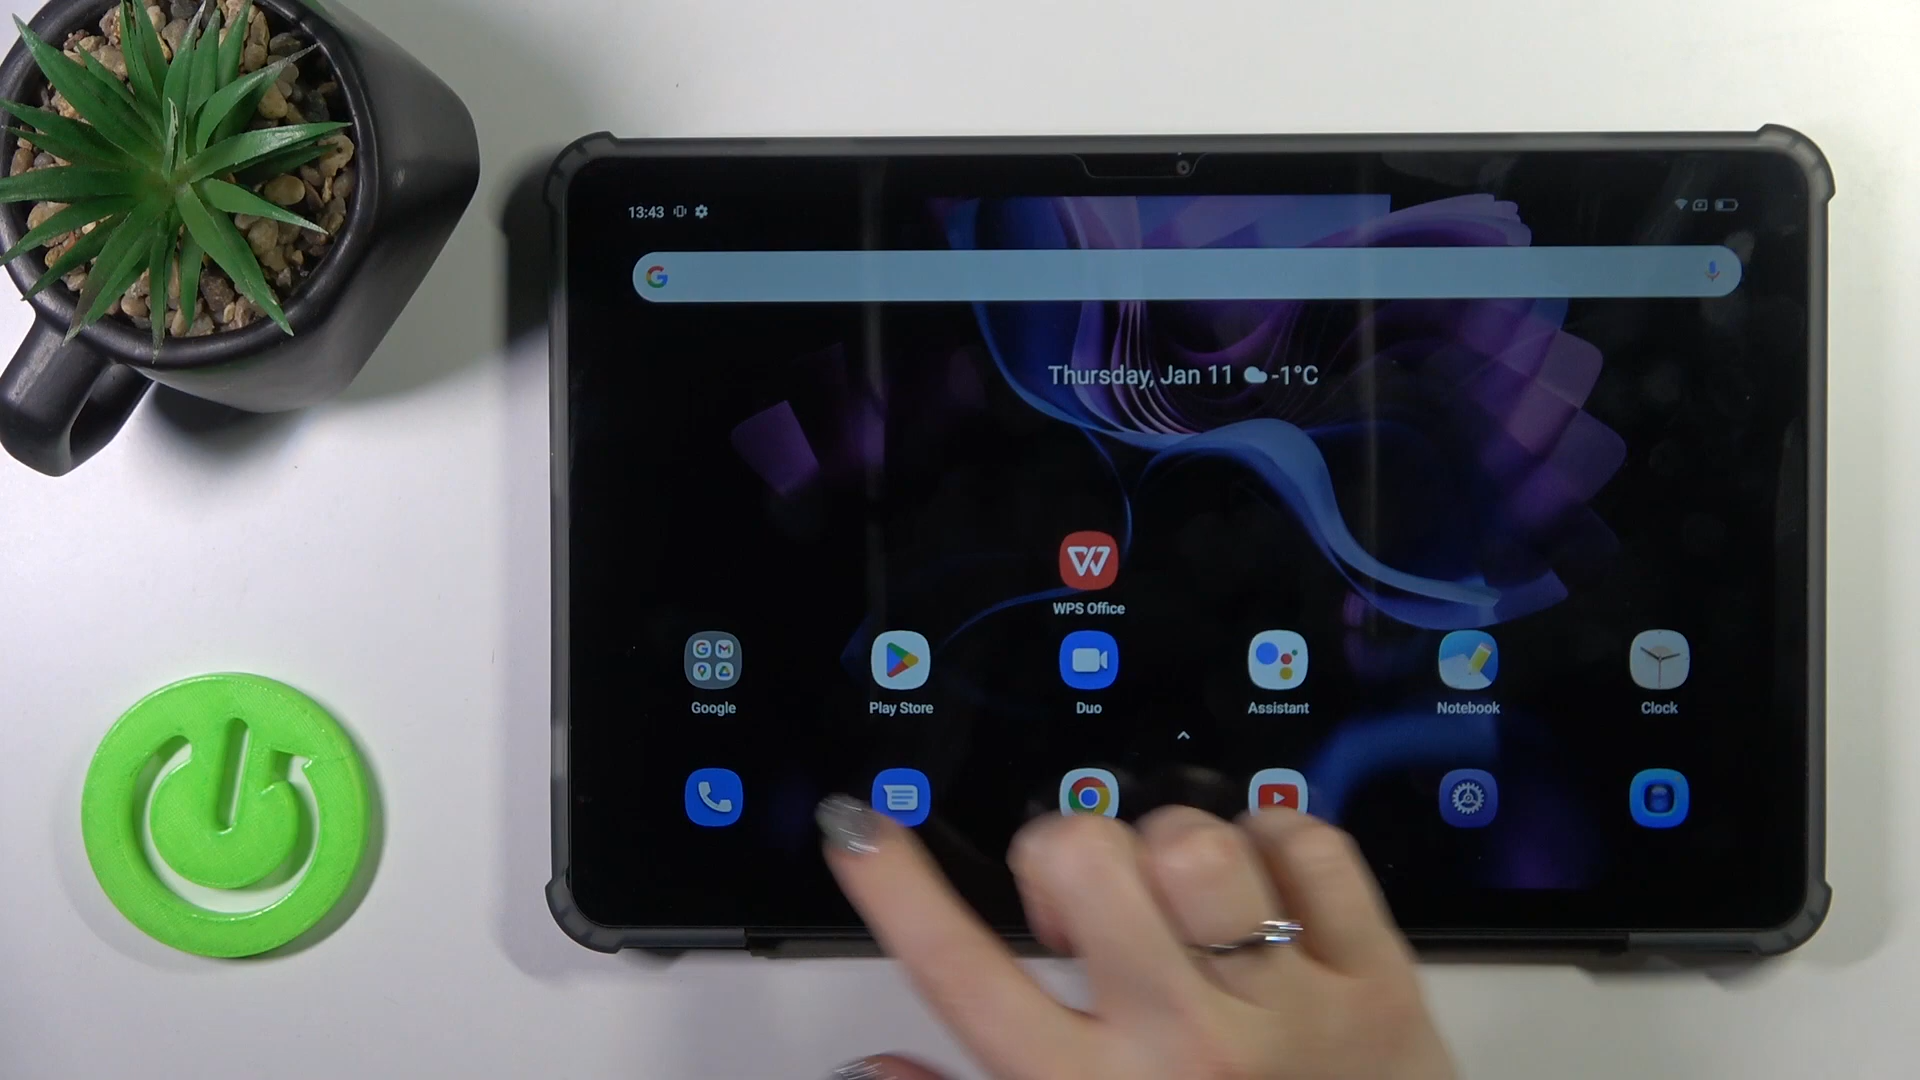 13:43
Thursday, Jan 11 -1°C
WPS Office
Google
Play Store
Duo
Assistant
Notebook
Clock